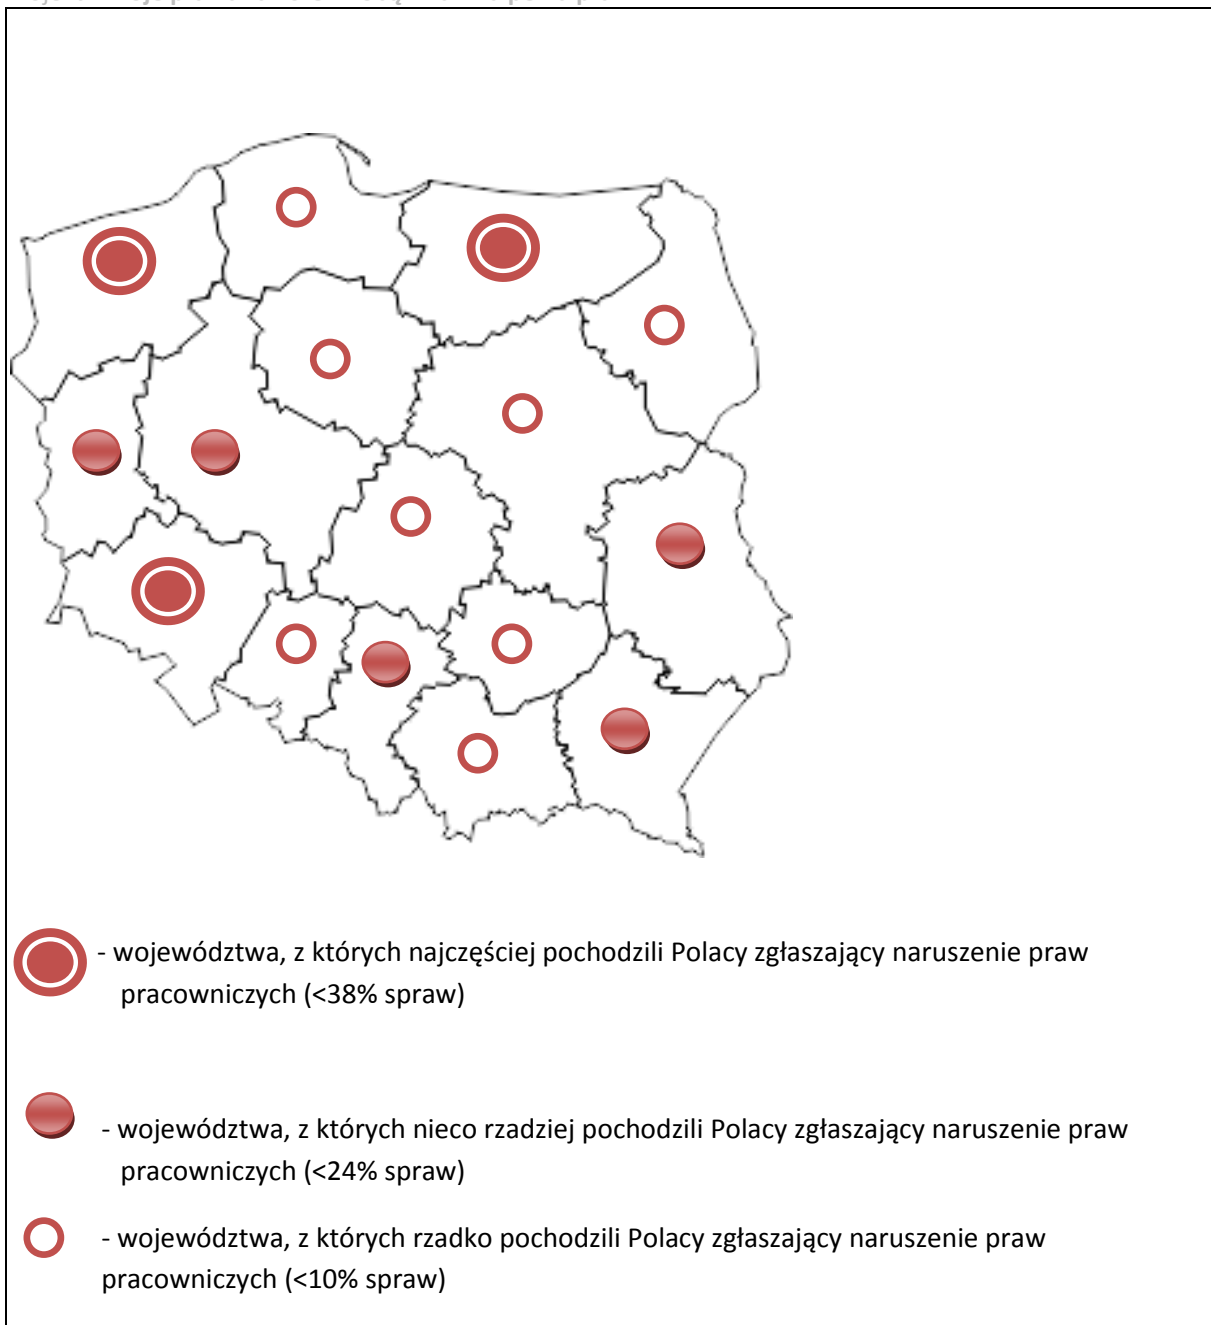 - województwa, z których najczęściej pochodzili Polacy zgłaszający naruszenie praw
pracowniczych (<38% spraw)
- województwa, z których nieco rzadziej pochodzili Polacy zgłaszający naruszenie praw
pracowniczych (<24% spraw)
- województwa, z których rzadko pochodzili Polacy zgłaszający naruszenie praw
pracowniczych (<10% spraw)